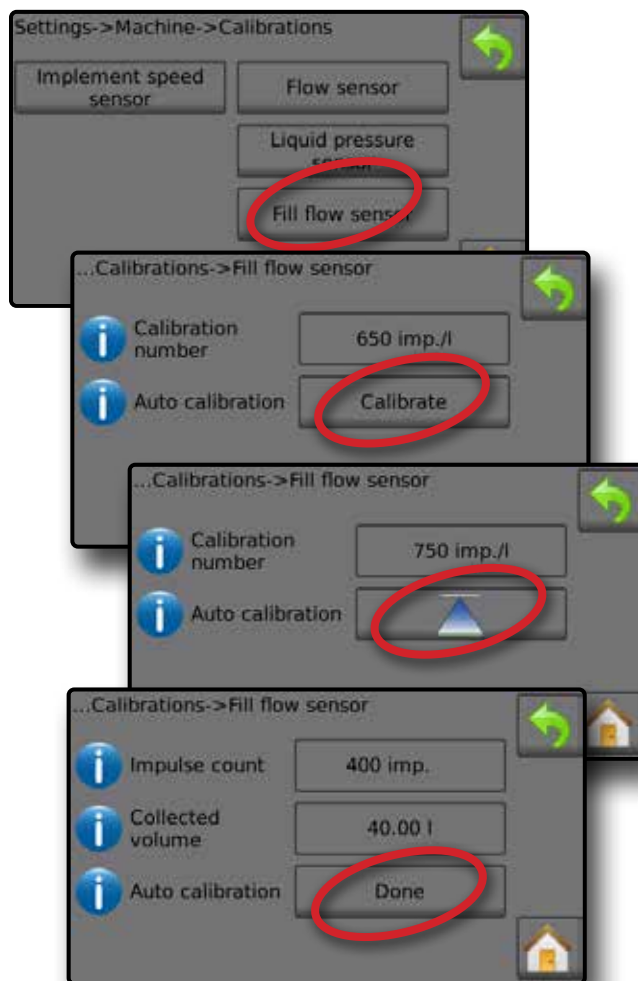 Settings->Machine->Calibrations
Implement speed
sensor
Flow sensor
Liquid pressure
sensor
Fill flow sensor
...Calibrations->Fill flow sensor
Calibration
number
650 imp./l
Auto calibration
Calibrate
...Calibrations->Fill flow sensor
Calibration
number
750 imp./l
Auto calibration
...Calibrations->Fill flow sensor
Impulse count
400 imp.
Collected
volume
40.00 l
Auto calibration
Done